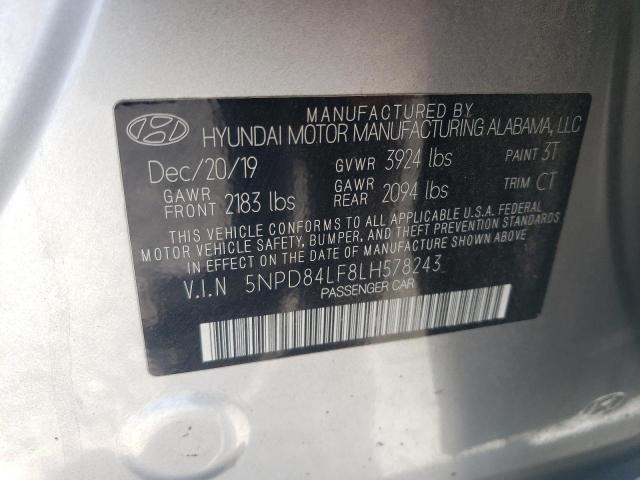 MANUFACTURED BY
HYUNDAI MOTOR MANUFACTURING ALABAMA, LLC
Dec/20/19 GVWR 3924 lbs PAINT 3T
GAWR FRONT 2183 lbs GAWR REAR 2094 lbs TRIM CT
THIS VEHICLE CONFORMS TO ALL APPLICABLE U.S.A. FEDERAL
MOTOR VEHICLE SAFETY, BUMPER, AND THEFT PREVENTION STANDARDS
IN EFFECT ON THE DATE OF MANUFACTURE SHOWN ABOVE.
V.I.N 5NPD84LF8LH578243
PASSENGER CAR